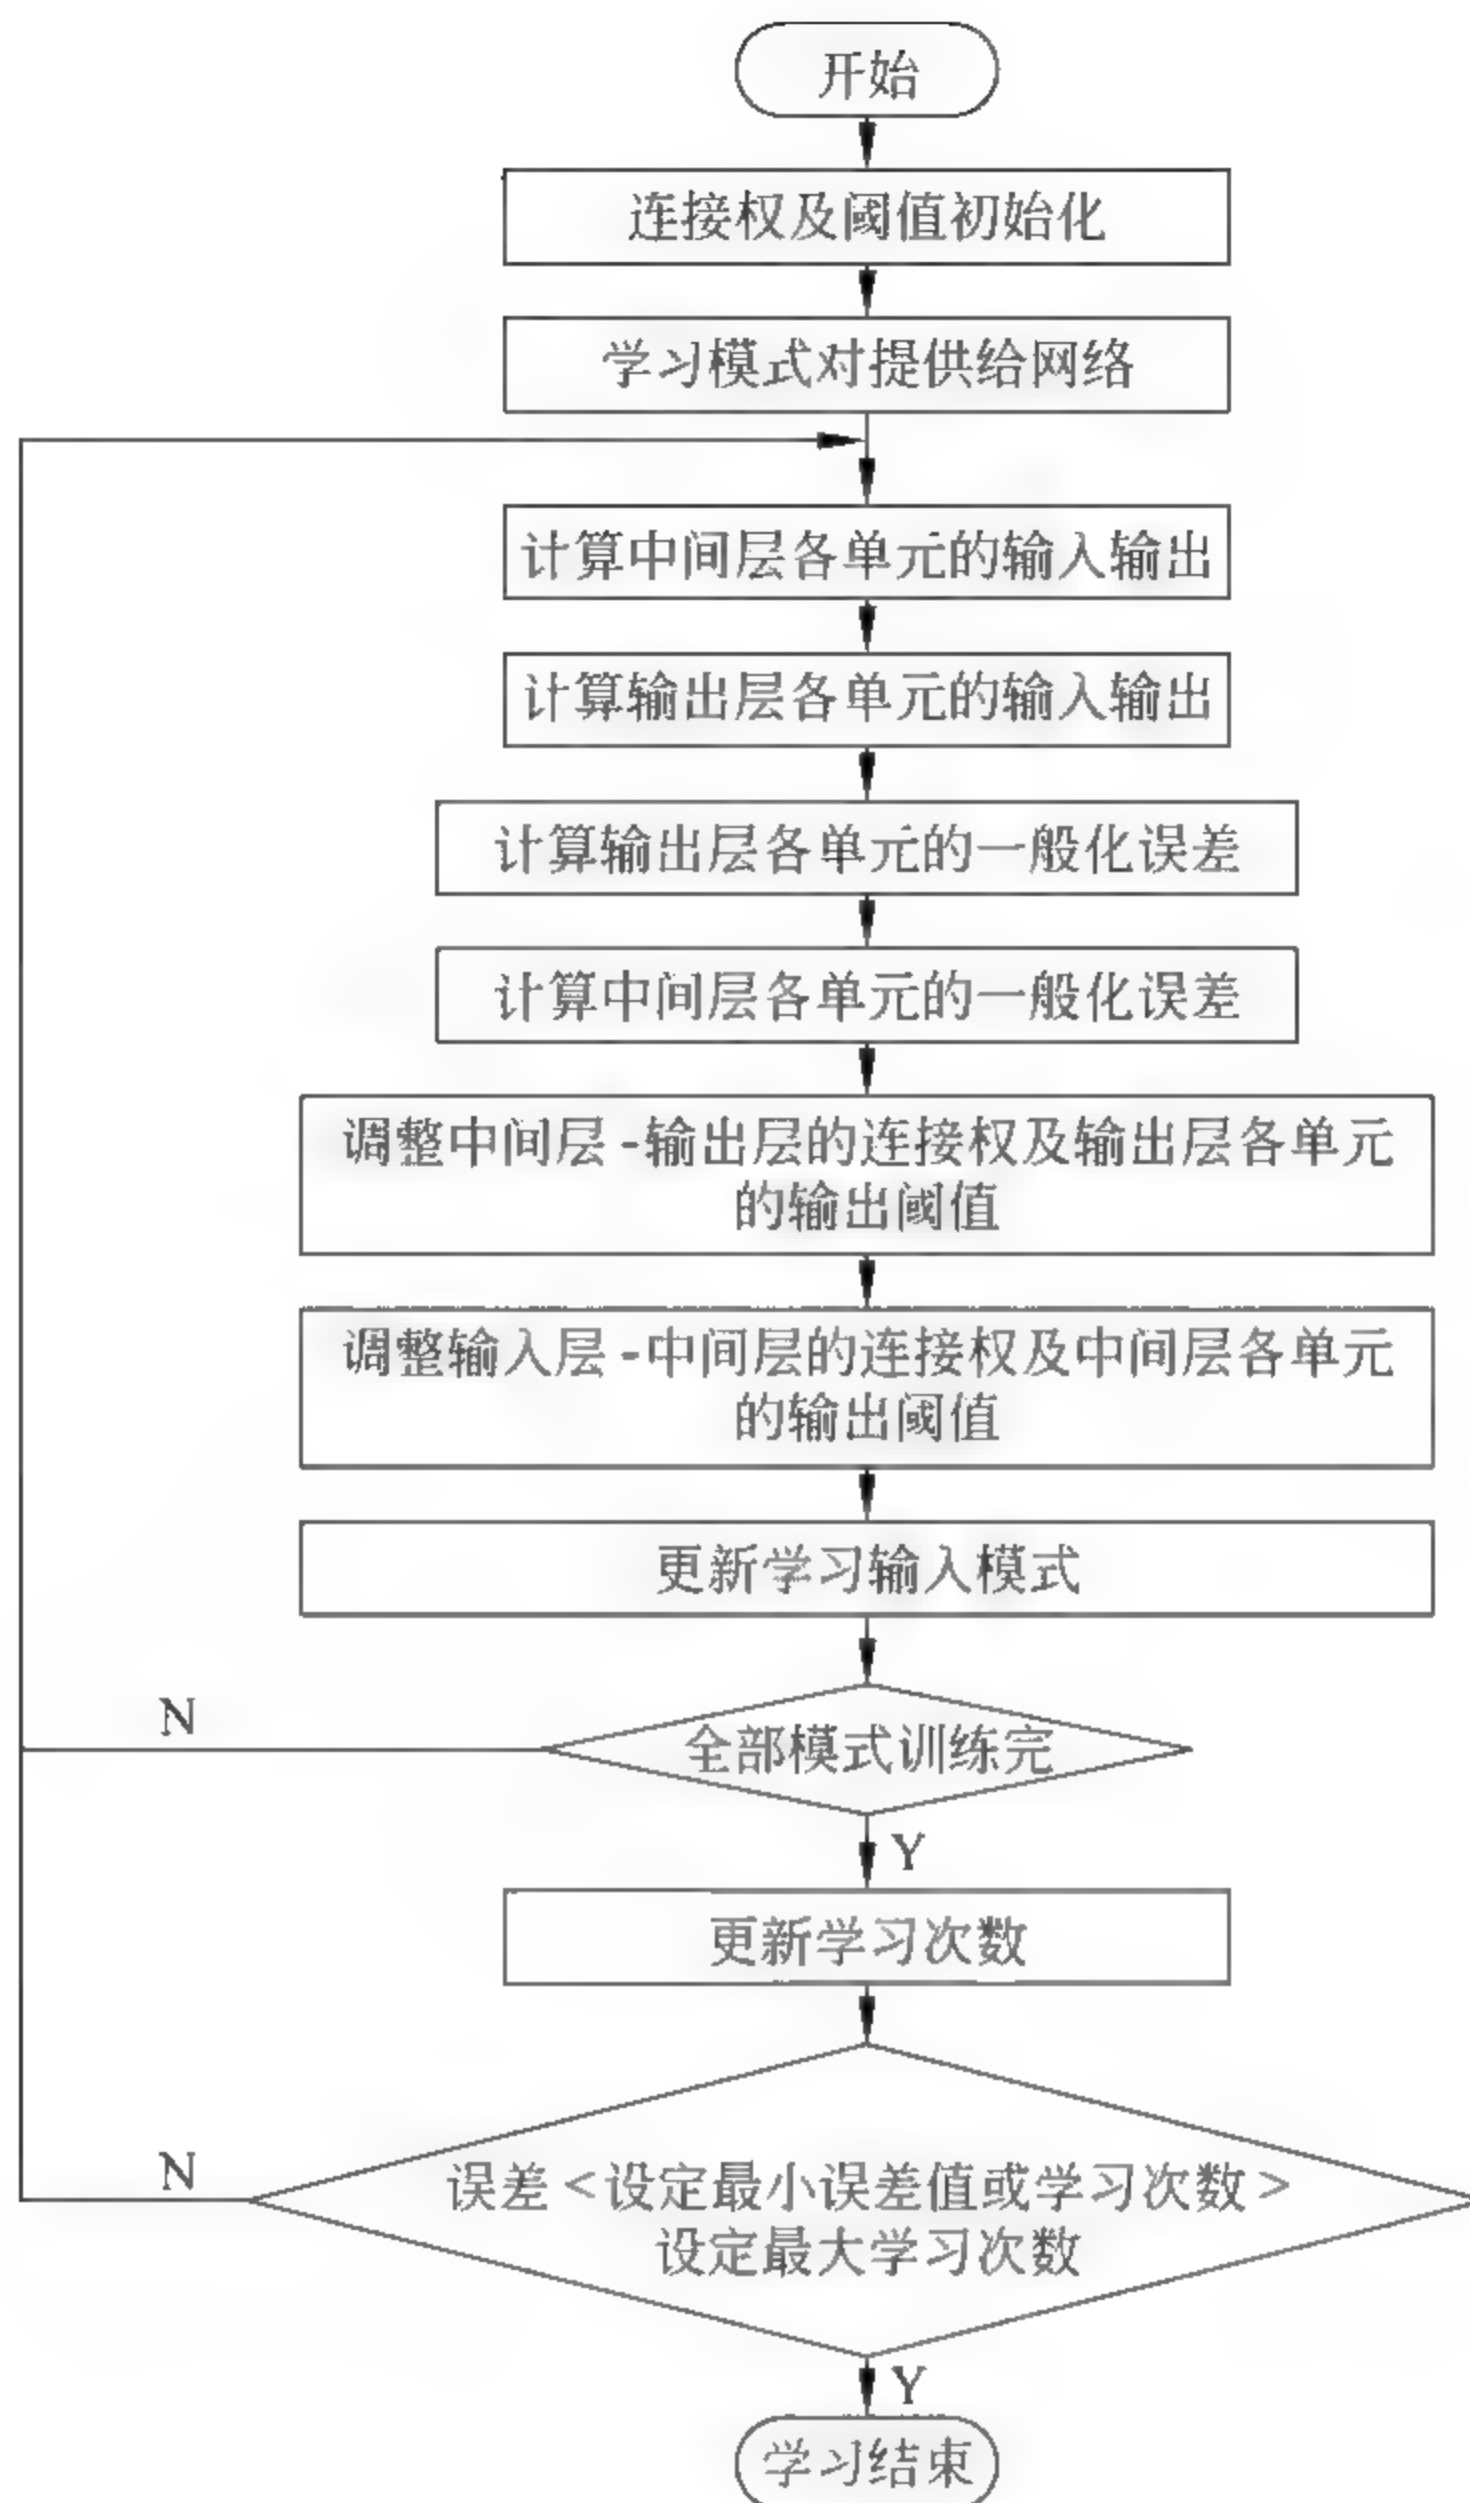 开始
连接权及阈值初始化
学习模式对提供给网络
计算中间层各单元的输入输出
计算输出层各单元的输入输出
计算输出层各单元的一般化误差
计算中间层各单元的一般化误差
调整中间层-输出层的连接权及输出层各单元
的输出阈值
调整输入层-中间层的连接权及中间层各单元
的输出阈值
更新学习输入模式
N
全部模式训练完
Y
更新学习次数
N
误差<设定最小误差值或学习次数>
设定最大学习次数
Y
学习结束